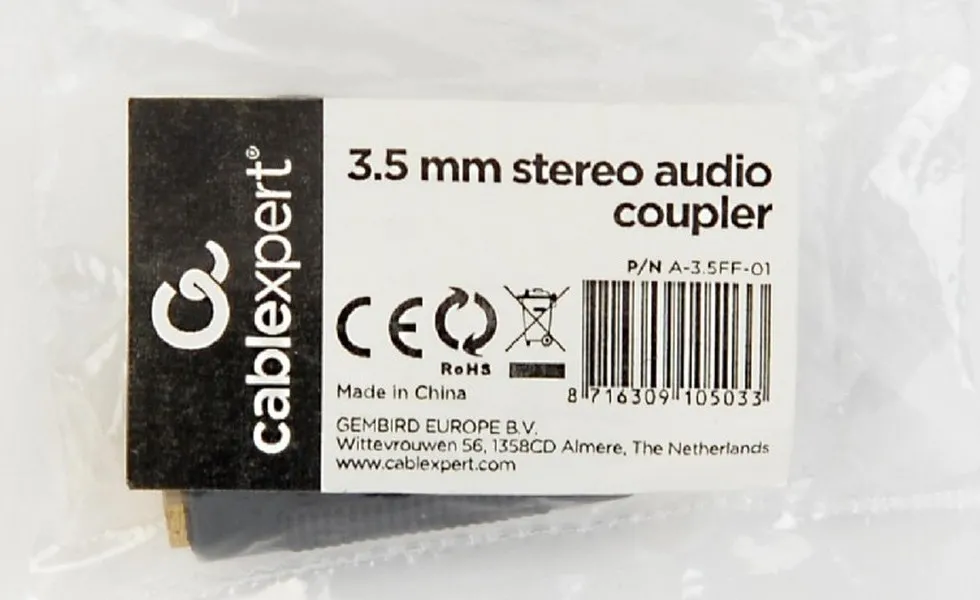 cablexpert®
3.5 mm stereo audio
coupler
P/N A-3.5FF-01
CE
RoHS
8 716309 105033
Made in China
GEMBIRD EUROPE B.V.
Wittevrouwen 56, 1358CD Almere, The Netherlands
www.cablexpert.com